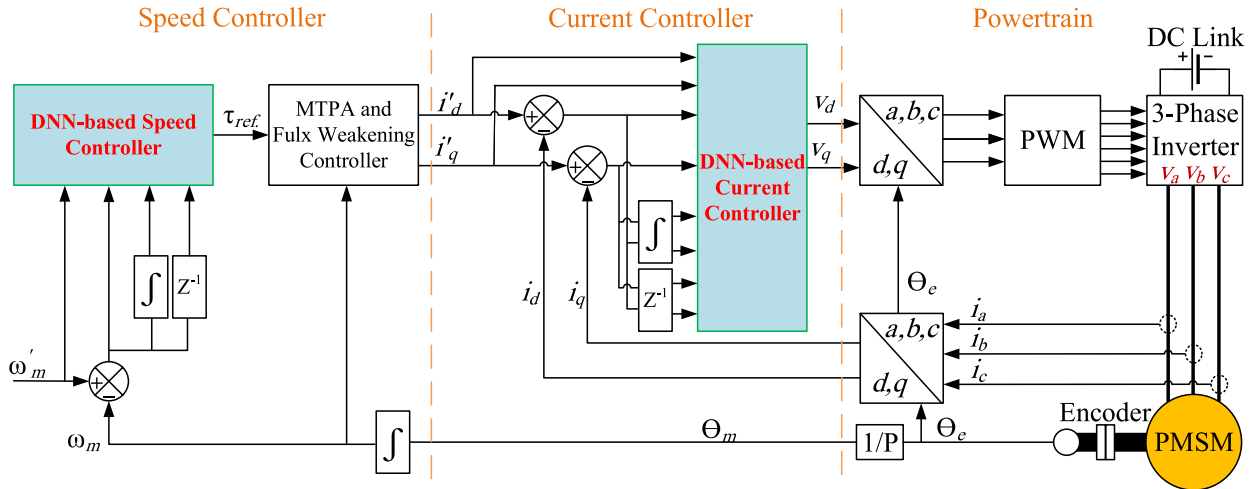 Speed Controller
Current Controller
Powertrain
DC Link
+ −
DNN-based Speed
Controller
τref.
MTPA and
Fulx Weakening
Controller
i'd
i'q
+
−
+
−
DNN-based
Current
Controller
vd
vq
a,b,c
d,q
PWM
3-Phase
Inverter
va vb vc
∫
Z-1
∫
Z-1
id
iq
ϴe
a,b,c
d,q
ia
ib
ic
ω'm
+
−
ωm
∫
ϴm
1/P
ϴe
Encoder
PMSM